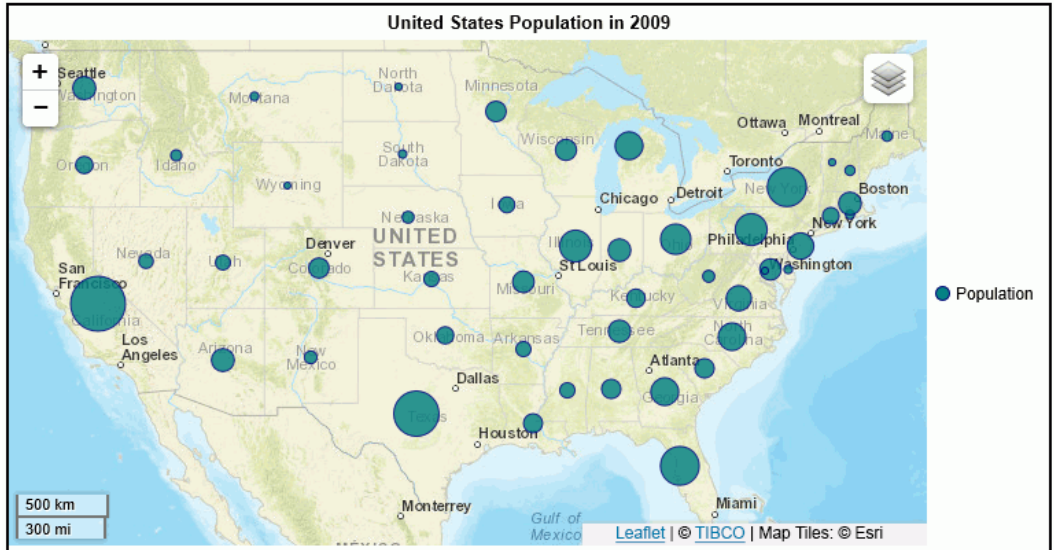 United States Population in 2009
+
−
Seattle
Washington
Montana
North
Dakota
Minnesota
Ottawa
Montreal
Maine
Oregon
Idaho
South
Dakota
Wisconsin
Toronto
Wyoming
Iowa
Chicago
Detroit
New York
Boston
Nebraska
UNITED
STATES
Nevada
Utah
Denver
Colorado
Kansas
Illinois
Ohio
Philadelphia
New York
San
Francisco
California
St Louis
Missouri
Kentucky
Washington
Virginia
Population
Los
Angeles
Arizona
New
Mexico
Oklahoma
Arkansas
Tennessee
North
Carolina
Atlanta
Georgia
Dallas
Texas
Houston
Miami
Monterrey
Gulf of
Mexico
MÉXICO
500 km
300 mi
Leaflet | © TIBCO | Map Tiles: © Esri